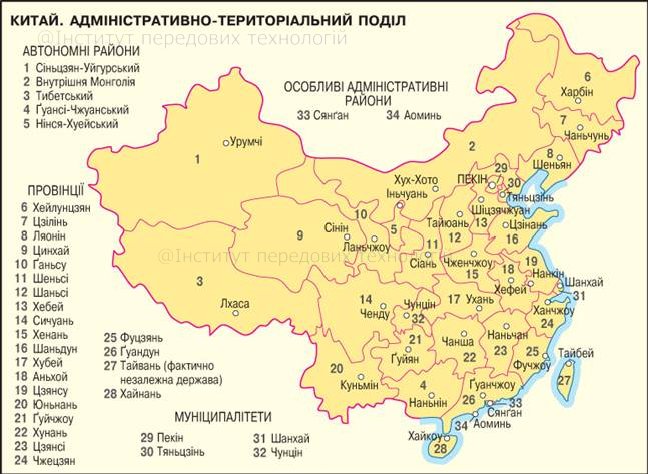 КИТАЙ. АДМІНІСТРАТИВНО-ТЕРИТОРІАЛЬНИЙ ПОДІЛ
@Інститут передових технологій
АВТОНОМНІ РАЙОНИ
1 Сіньцзян-Уйгурський
2 Внутрішня Монголія
3 Тибетський
4 Ґуансі-Чжуанський
5 Нінся-Хуейський
ОСОБЛИВІ АДМІНІСТРАТИВНІ
РАЙОНИ
33 Сянґан 34 Аоминь
ПРОВІНЦІЇ
6 Хейлунцзян
7 Цзілінь
8 Ляонін
9 Цинхай
10 Ганьсу
11 Шеньсі
12 Шаньсі
13 Хебей
14 Сичуань
15 Хенань
16 Шаньдун
17 Хубей
18 Аньхой
19 Цзянсу
20 Юньнань
21 Ґуйчжоу
22 Хунань
23 Цзянсі
24 Чжецзян
25 Фуцзянь
26 Ґуандун
27 Тайвань (фактично
незалежна держава)
28 Хайнань
МУНІЦИПАЛІТЕТИ
29 Пекін
30 Тяньцзінь
31 Шанхай
32 Чунцін
6
Харбін
7
Чаньчунь
8
Шеньян
2
1
Урумчі
29
ПЕКІН
30
Тяньцзінь
Хух-Хото
Іньчуань
Шіцзячжуан
13
10
Сінін
9
Ланьчжоу
5
Тайюань
12
Цзінань
16
@Інститут передових технологій
11
Сіань
Чженчжоу
15
19
18
Нанкін
Хефей
Шанхай
31
3
Лхаса
14
Ченду
Чунцін
32
17 Ухань
Ханчжоу
24
21
Ґуйян
Чанша
22
Наньчан
23
25
Фучжоу
Тайбей
27
20
Куньмін
4
Наньнін
Ґуанчжоу
26
33
Сянґан
34
Аоминь
Хайкоу
28